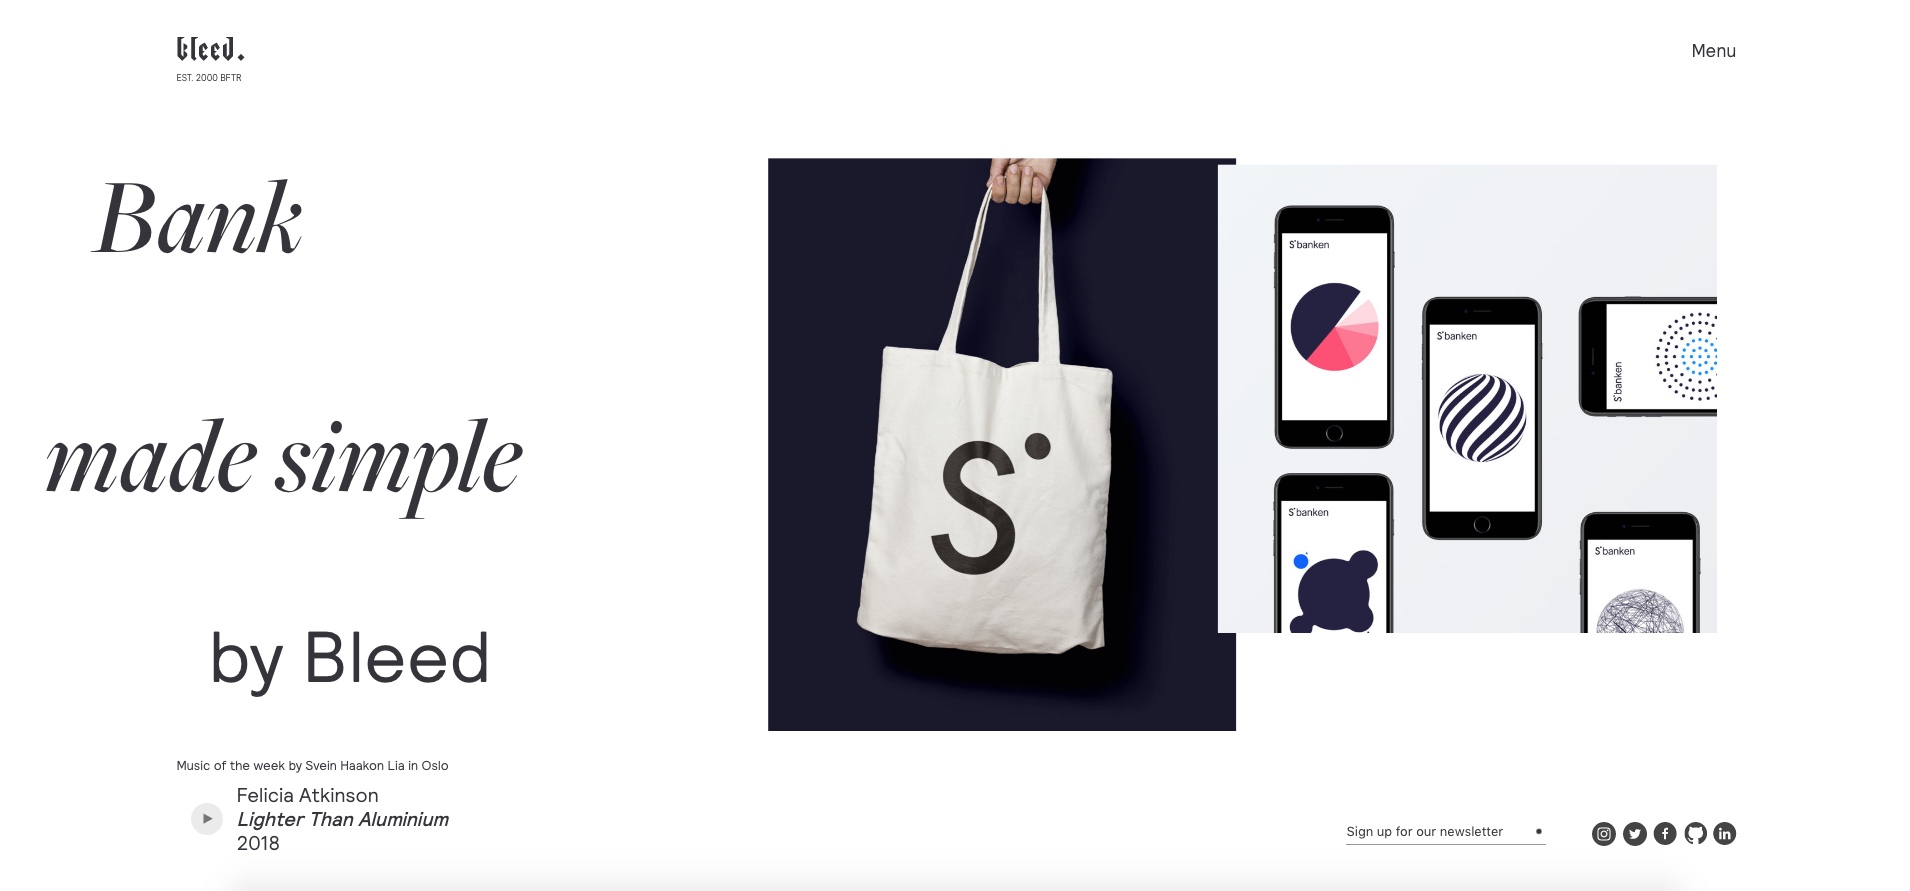 bleed.
EST. 2000 BFTR
Menu
Bank
made simple
by Bleed
S
S'banken
S'banken
S'banken
S'banken
S'banken
Music of the week by Svein Haakon Lia in Oslo
Felicia Atkinson
Lighter Than Aluminium
2018
Sign up for our newsletter